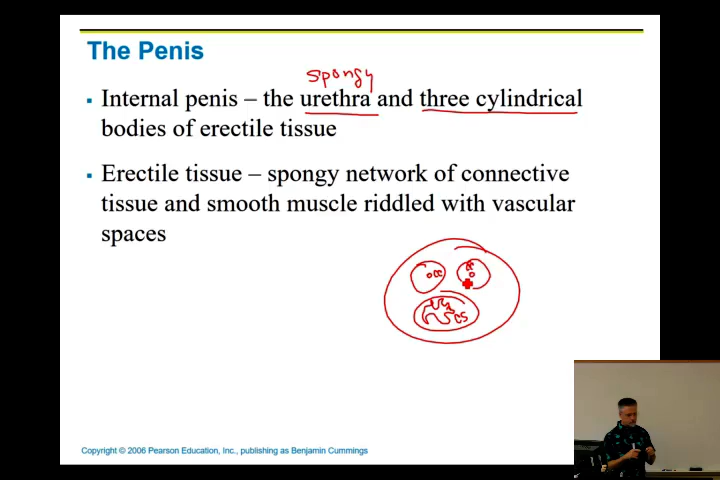 The Penis
spongy
▪ Internal penis – the urethra and three cylindrical
bodies of erectile tissue
▪ Erectile tissue – spongy network of connective
tissue and smooth muscle riddled with vascular
spaces
cc
cc
cs
Copyright © 2006 Pearson Education, Inc., publishing as Benjamin Cummings